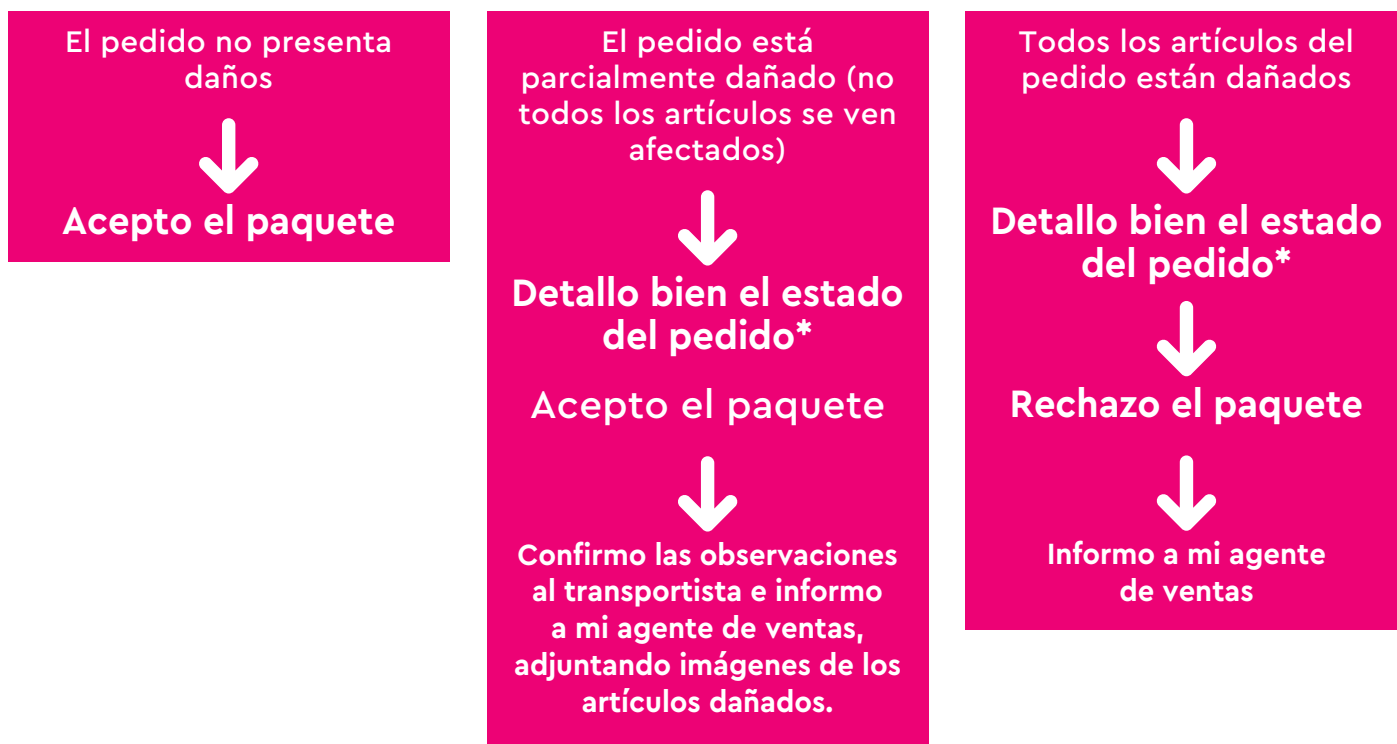 El pedido no presenta
daños
Acepto el paquete
El pedido está
parcialmente dañado (no
todos los artículos se ven
afectados)
Detallo bien el estado
del pedido*
Acepto el paquete
Confirmo las observaciones
al transportista e informo
a mi agente de ventas,
adjuntando imágenes de los
artículos dañados.
Todos los artículos del
pedido están dañados
Detallo bien el estado
del pedido*
Rechazo el paquete
Informo a mi agente
de ventas